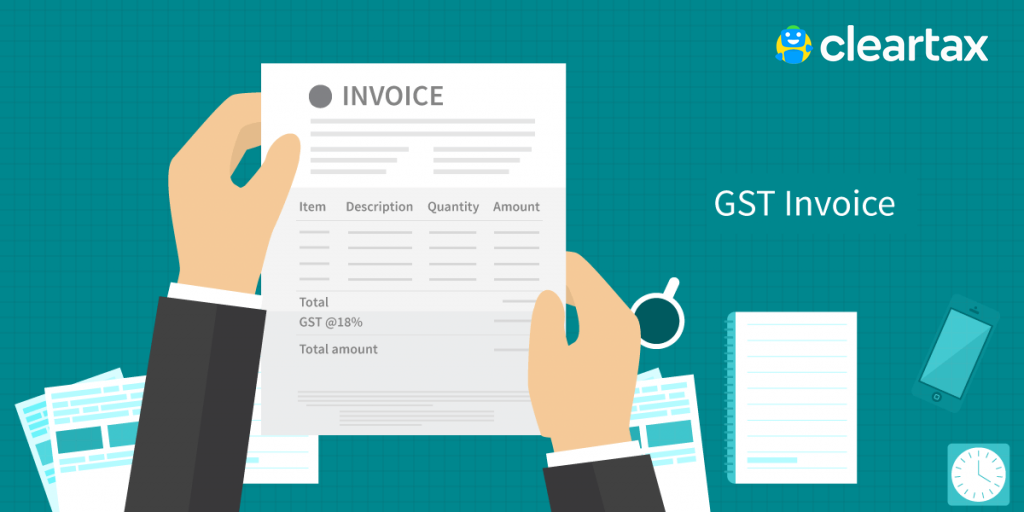 cleartax
INVOICE
Item Description Quantity Amount
Total
GST @18%
Total amount
GST Invoice